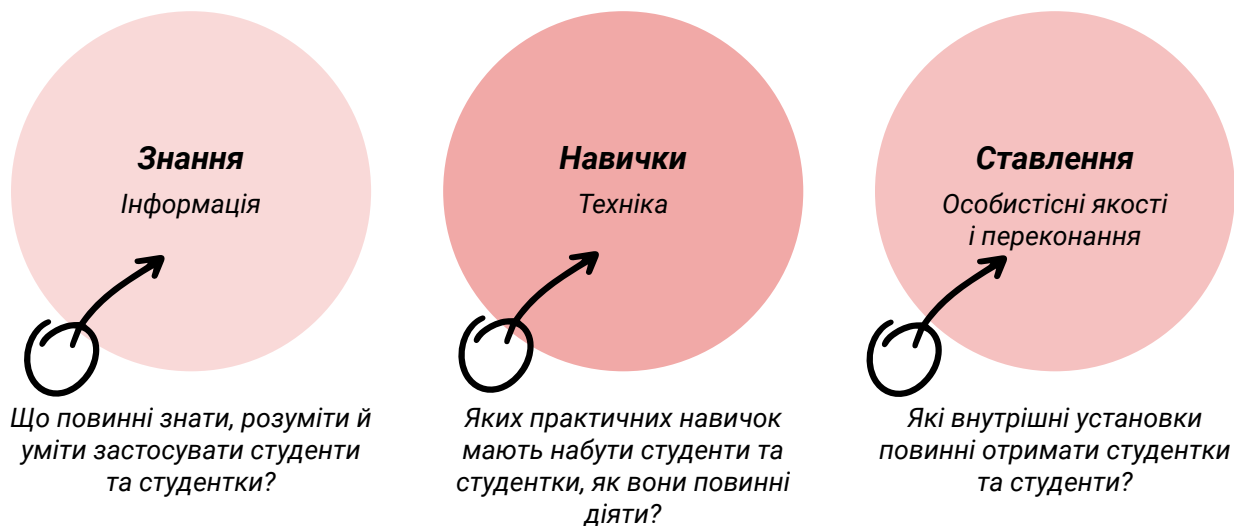 Знання
Інформація
Що повинні знати, розуміти й
уміти застосувати студенти
та студентки?
Навички
Техніка
Яких практичних навичок
мають набути студенти та
студентки, як вони повинні
діяти?
Ставлення
Особистісні якості
і переконання
Які внутрішні установки
повинні отримати студентки
та студенти?